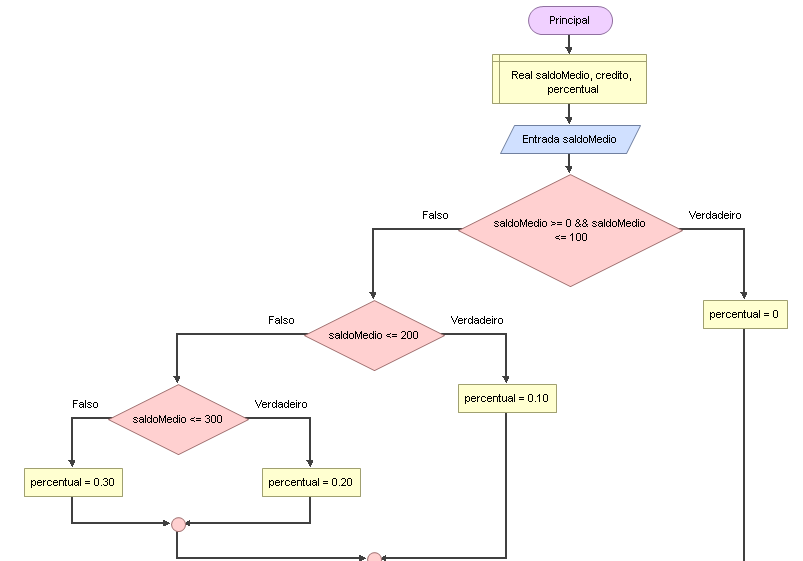 Principal
Real saldoMedio, credito,
percentual
Entrada saldoMedio
Falso
Verdadeiro
saldoMedio >= 0 && saldoMedio
<= 100
percentual = 0
Falso
Verdadeiro
saldoMedio <= 200
percentual = 0.10
Falso
Verdadeiro
saldoMedio <= 300
percentual = 0.30
percentual = 0.20